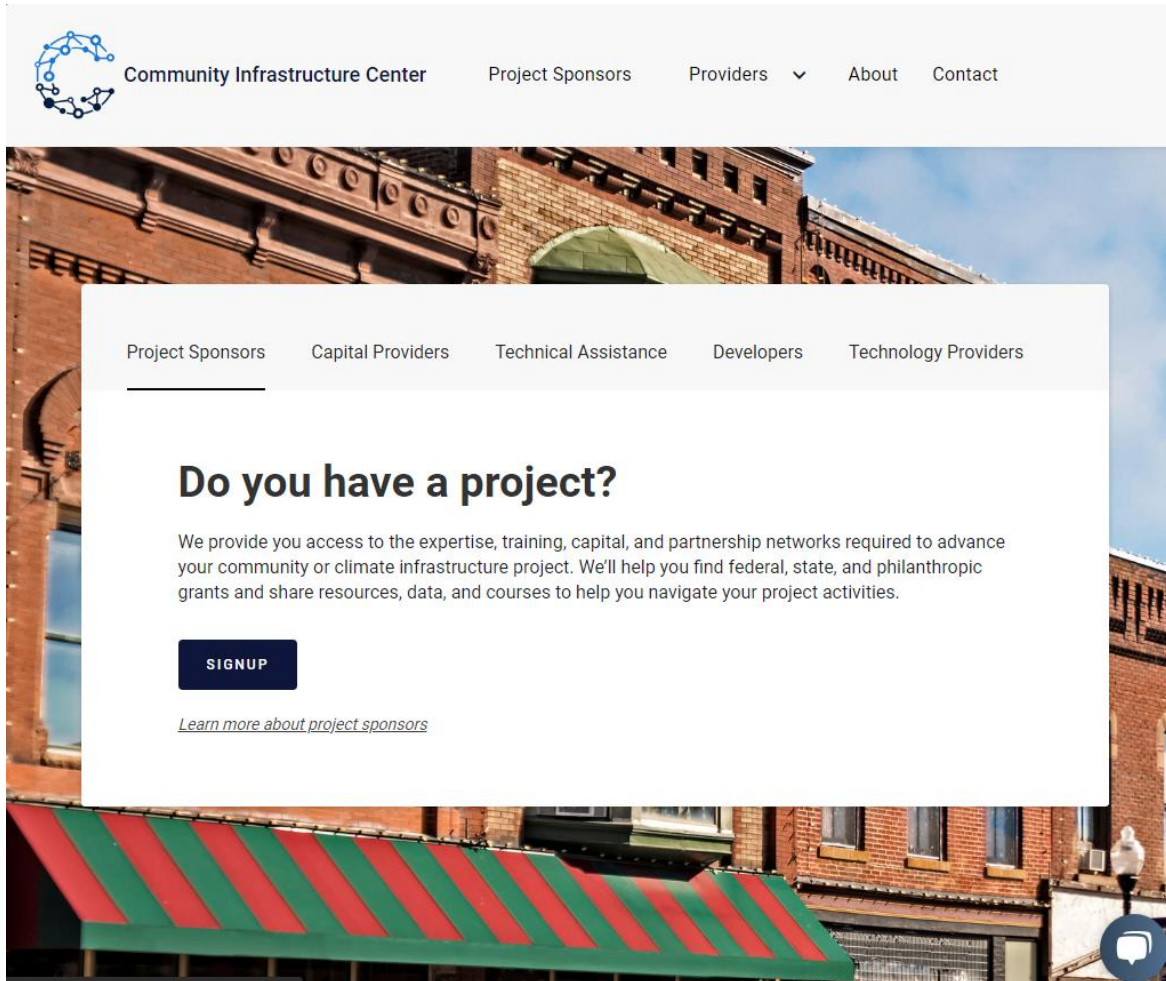 Community Infrastructure Center Project Sponsors Providers About Contact
Project Sponsors Capital Providers Technical Assistance Developers Technology Providers
Do you have a project?
We provide you access to the expertise, training, capital, and partnership networks required to advance
your community or climate infrastructure project. We’ll help you find federal, state, and philanthropic
grants and share resources, data, and courses to help you navigate your project activities.
SIGNUP
Learn more about project sponsors